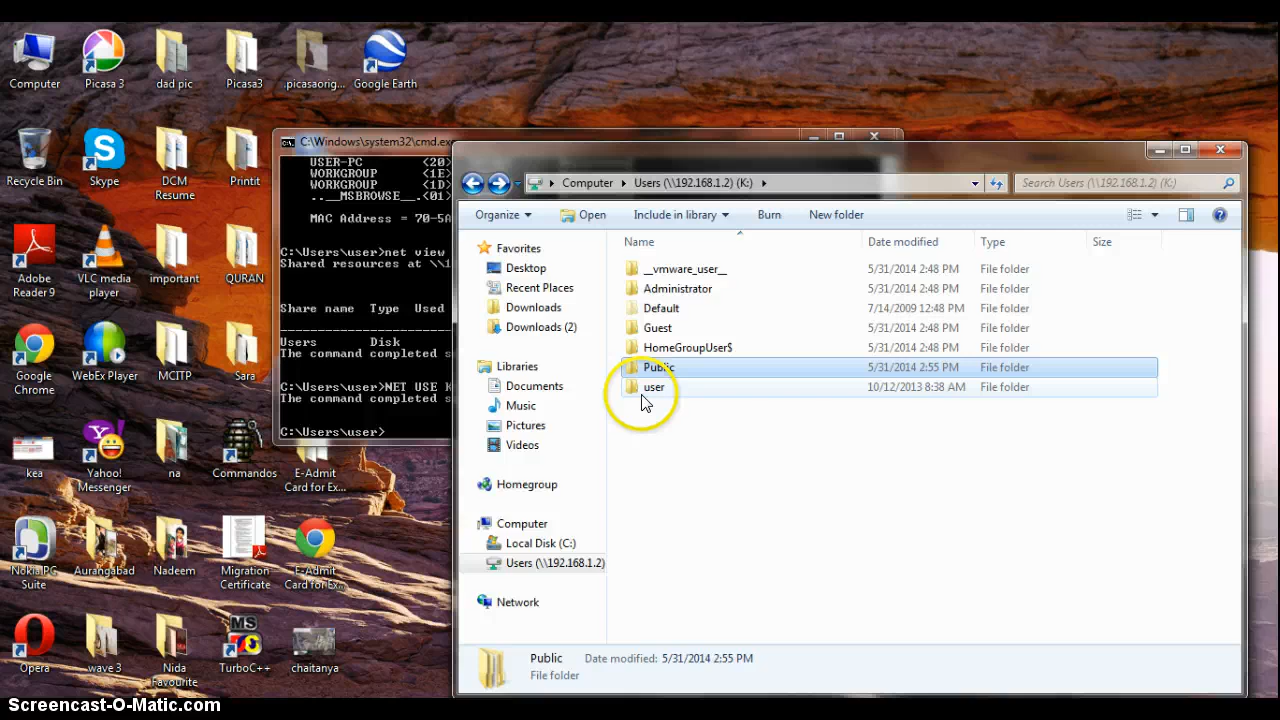 Computer
Picasa 3
dad pic
Picasa3
.picasaorig...
Google Earth
Recycle Bin
Skype
DCM
Resume
Printit
Adobe
Reader 9
VLC media
player
important
QURAN
Google
Chrome
WebEx Player
MCITP
Sara
kea
Yahoo!
Messenger
na
Commandos
E-Admit
Card for Ex...
Nokia PC
Suite
Aurangabad
Nadeem
Migration
Certificate
E-Admit
Card for Ex...
Opera
wave 3
Nida
Favourite
MS
TurboC++
chaitanya
C:\Windows\system32\cmd.exe
USER-PC <20>
WORKGROUP <1E>
WORKGROUP <1D>
..__MSBROWSE__.<01>
MAC Address = 70-5A
C:\Users\user>net view
Shared resources at \\1
Share name Type Used
Users Disk
The command completed s
C:\Users\user>NET USE K
The command completed s
C:\Users\user>
Computer Users (\\192.168.1.2) (K:)
Search Users (\\192.168.1.2) (K:)
Organize Open Include in library Burn New folder
Favorites
Desktop
Recent Places
Downloads
Downloads (2)
Libraries
Documents
Music
Pictures
Videos
Homegroup
Computer
Local Disk (C:)
Users (\\192.168.1.2)
Network
Name Date modified Type Size
__vmware_user__ 5/31/2014 2:48 PM File folder
Administrator 5/31/2014 2:48 PM File folder
Default 7/14/2009 12:48 PM File folder
Guest 5/31/2014 2:48 PM File folder
HomeGroupUser$ 5/31/2014 2:48 PM File folder
Public 5/31/2014 2:55 PM File folder
user 10/12/2013 8:38 AM File folder
Public Date modified: 5/31/2014 2:55 PM
File folder
Screencast-O-Matic.com